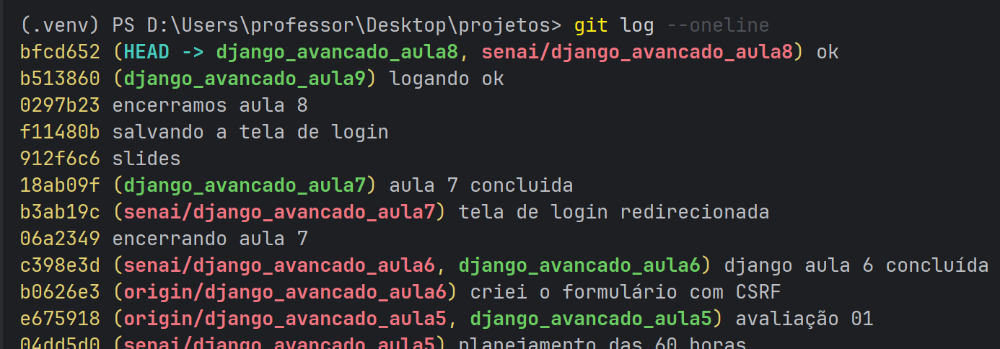 (.venv) PS D:\Users\professor\Desktop\projetos> git log --oneline
bfcd652 (HEAD -> django_avancado_aula8, senai/django_avancado_aula8) ok
b513860 (django_avancado_aula9) logando ok
0297b23 encerramos aula 8
f11480b salvando a tela de login
912f6c6 slides
18ab09f (django_avancado_aula7) aula 7 concluida
b3ab19c (senai/django_avancado_aula7) tela de login redirecionada
06a2349 encerrando aula 7
c398e3d (senai/django_avancado_aula6, django_avancado_aula6) django aula 6 concluída
b0626e3 (origin/django_avancado_aula6) criei o formulário com CSRF
e675918 (origin/django_avancado_aula5, django_avancado_aula5) avaliação 01
04dd5d0 (senai/django_avancado_aula5) planejamento das 60 horas